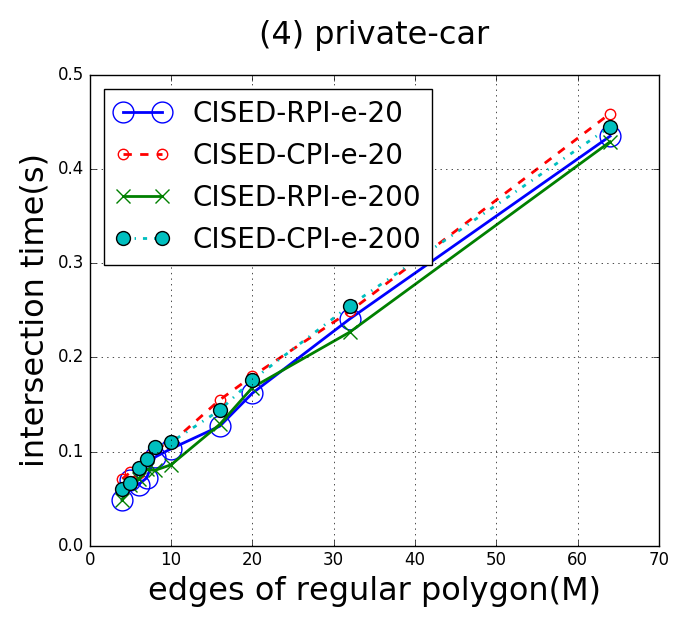 (4) private-car
0.5
0.4
0.3
0.2
0.1
0.0
intersection time(s)
CISED-RPI-e-20
CISED-CPI-e-20
CISED-RPI-e-200
CISED-CPI-e-200
0 10 20 30 40 50 60 70
edges of regular polygon(M)